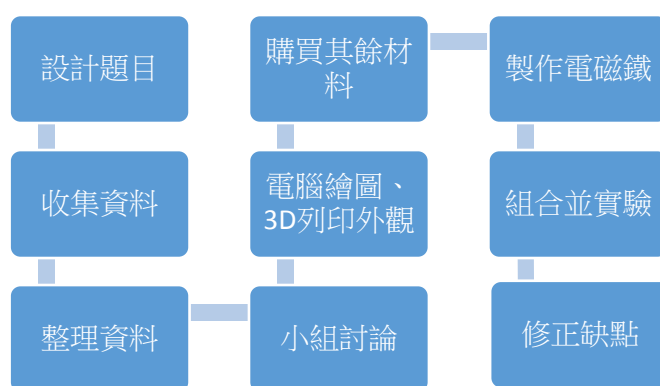 設計題目
收集資料
整理資料
小組討論
電腦繪圖、
3D列印外觀
購買其餘材
料
製作電磁鐵
組合並實驗
修正缺點